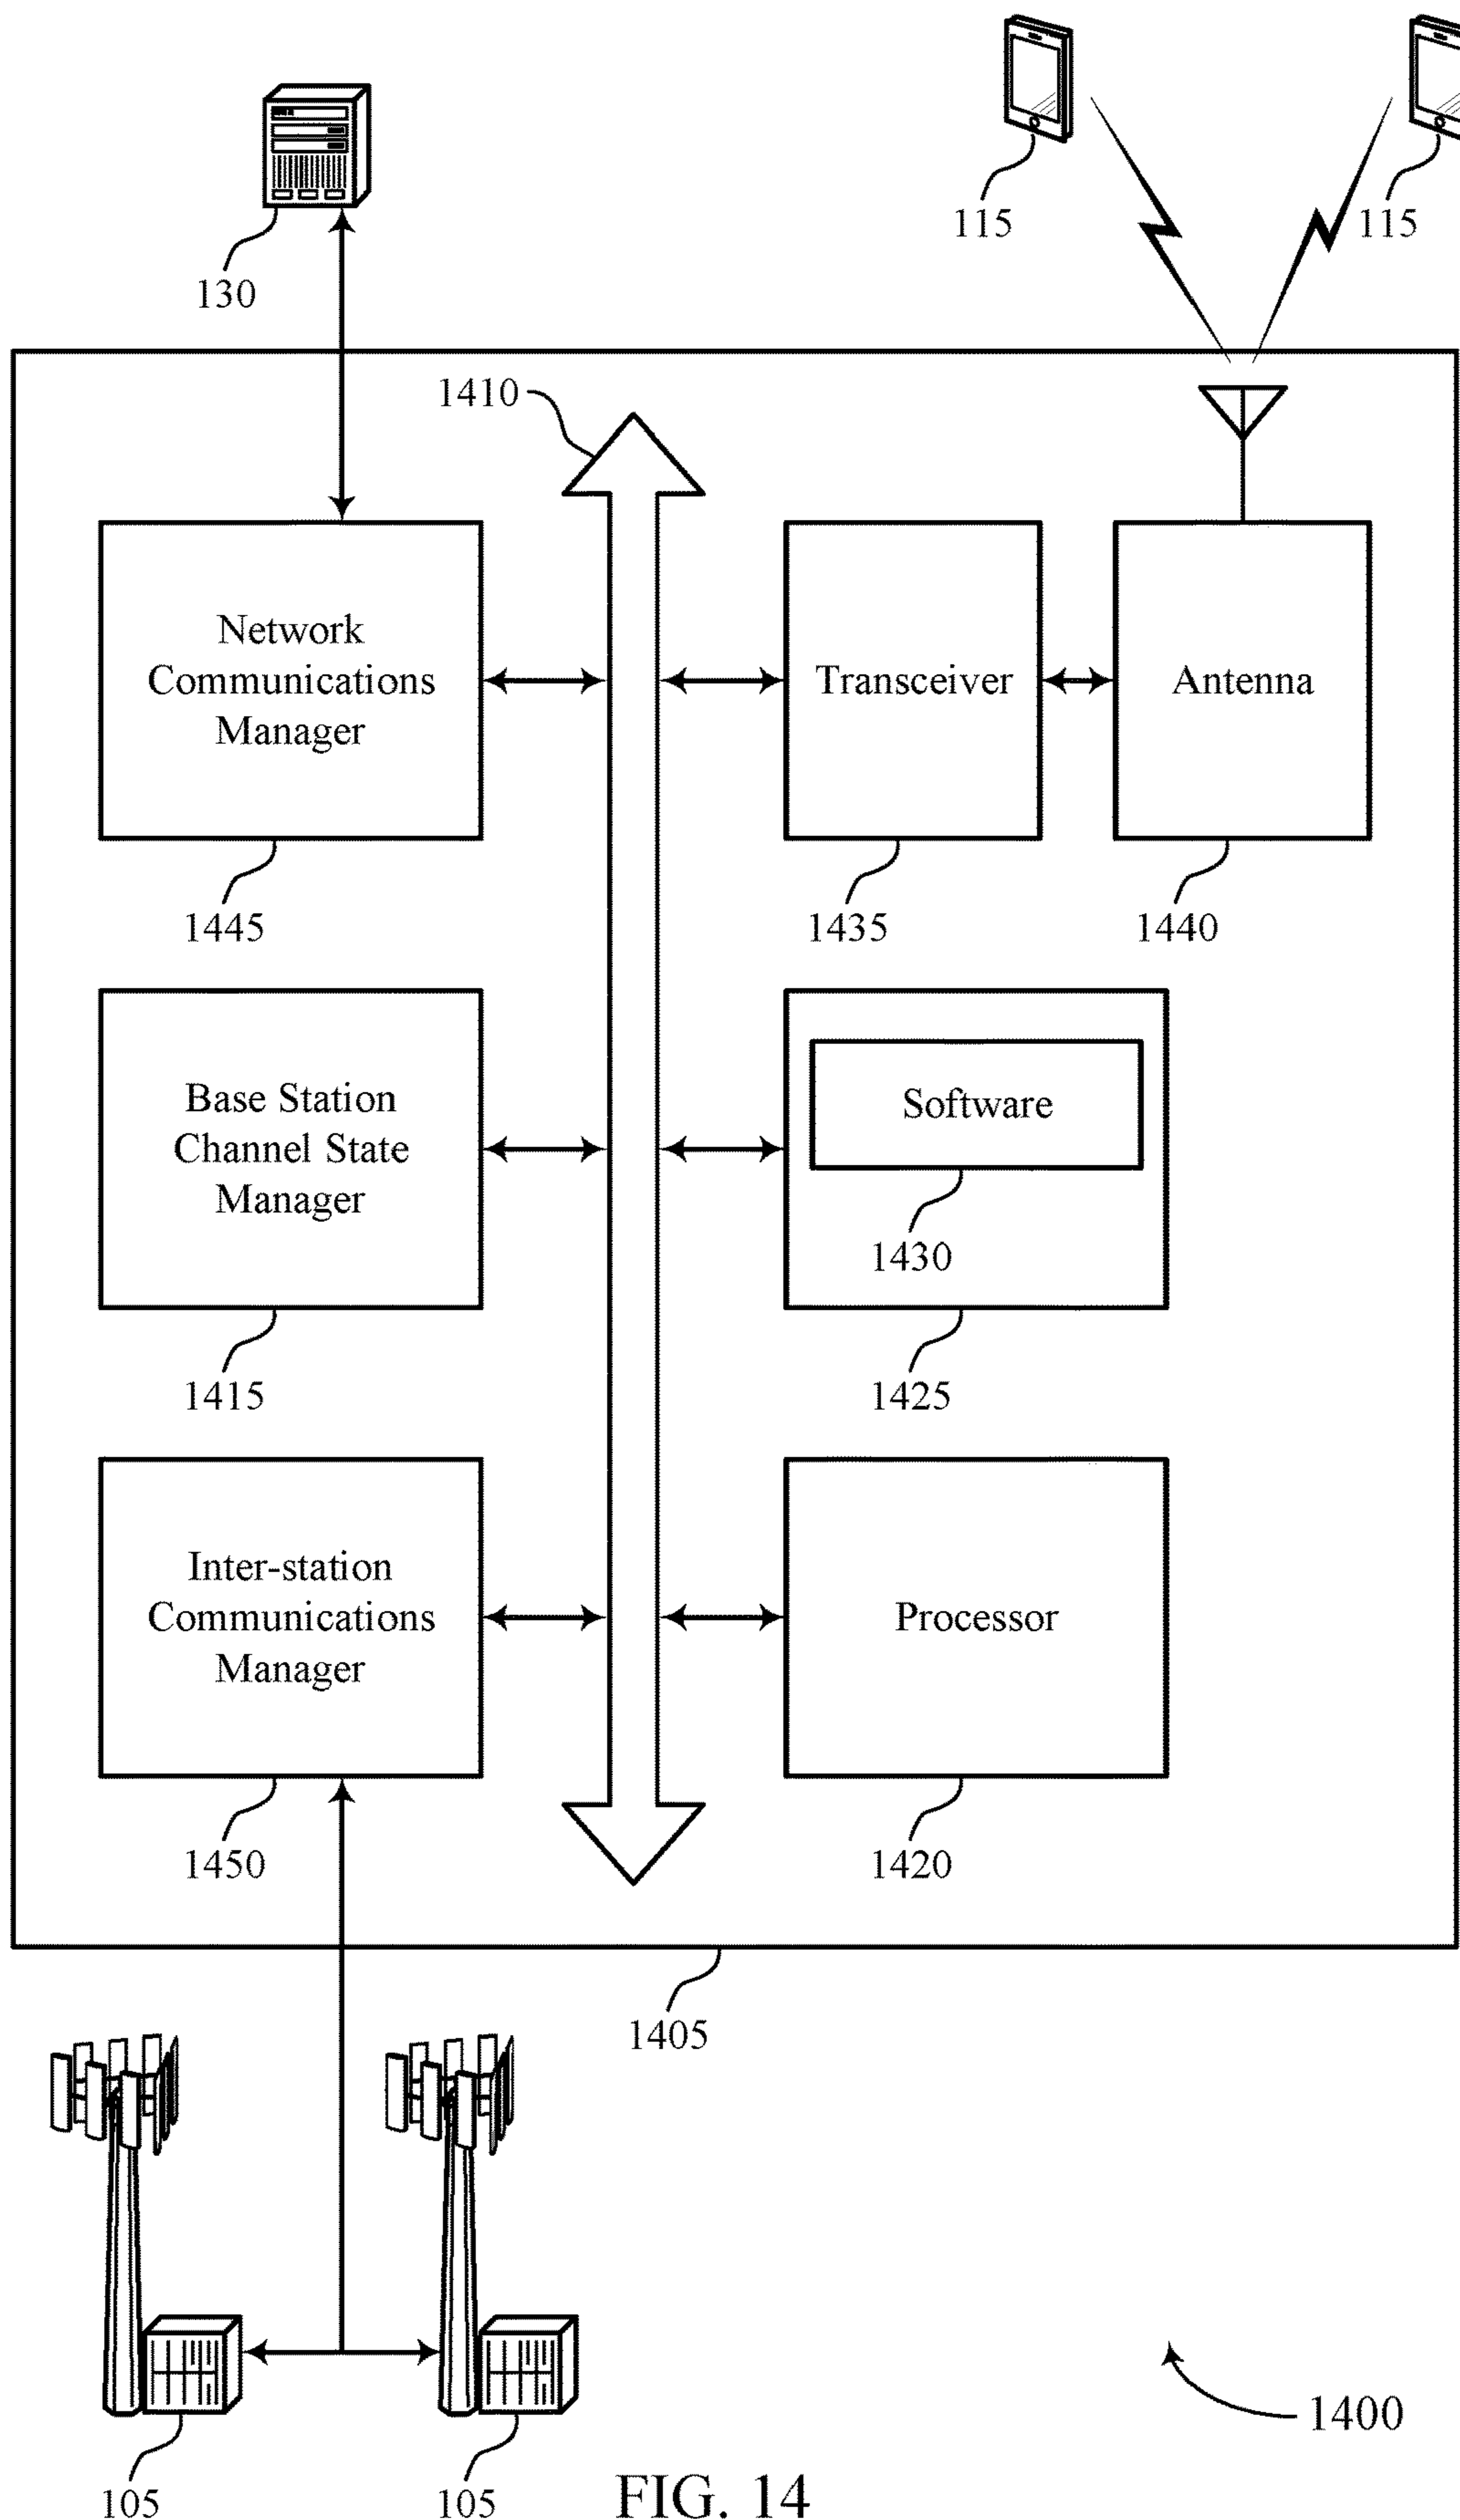 115
115
130
1410
Network
Communications
Manager
Transceiver
Antenna
1445
1435
1440
Base Station
Channel State
Manager
Software
1430
1415
1425
Inter-station
Communications
Manager
Processor
1450
1420
1405
1400
105
105
FIG. 14